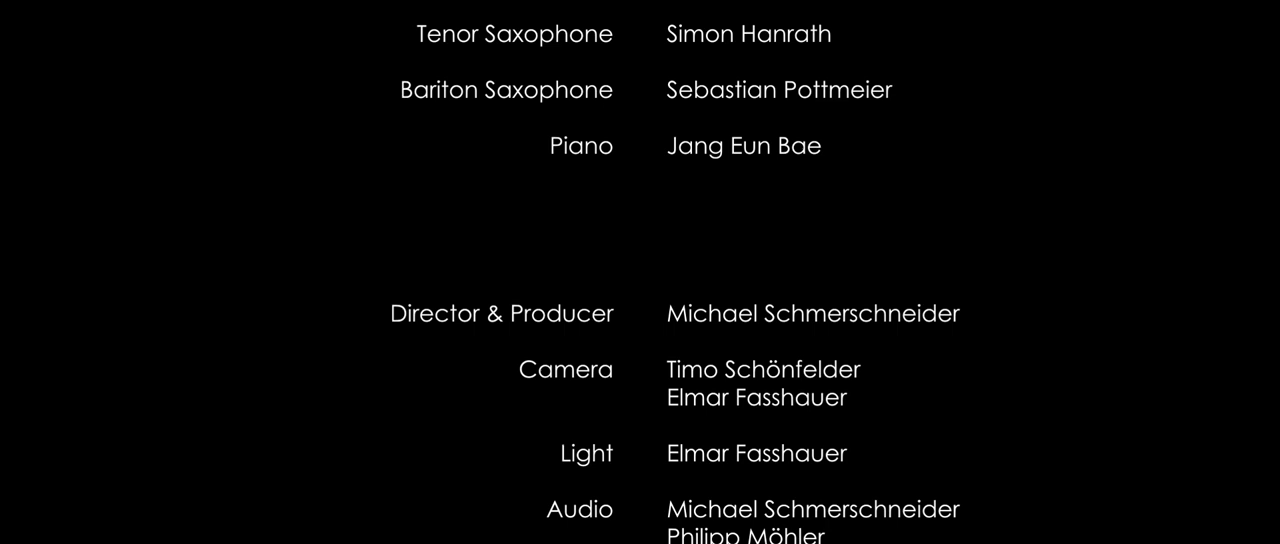 Tenor Saxophone Simon Hanrath
Bariton Saxophone Sebastian Pottmeier
Piano Jang Eun Bae
Director & Producer Michael Schmerschneider
Camera Timo Schönfelder
Elmar Fasshauer
Light Elmar Fasshauer
Audio Michael Schmerschneider
Philipp Möhler